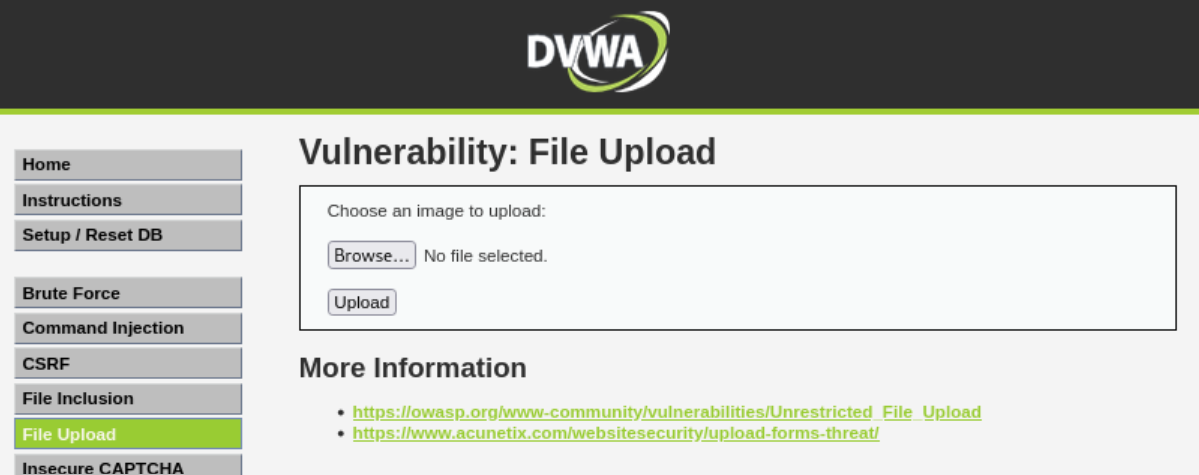 DVWA
Home
Instructions
Setup / Reset DB
Brute Force
Command Injection
CSRF
File Inclusion
File Upload
Insecure CAPTCHA
Vulnerability: File Upload
Choose an image to upload:
Browse... No file selected.
Upload
More Information
https://owasp.org/www-community/vulnerabilities/Unrestricted_File_Upload
https://www.acunetix.com/websitesecurity/upload-forms-threat/